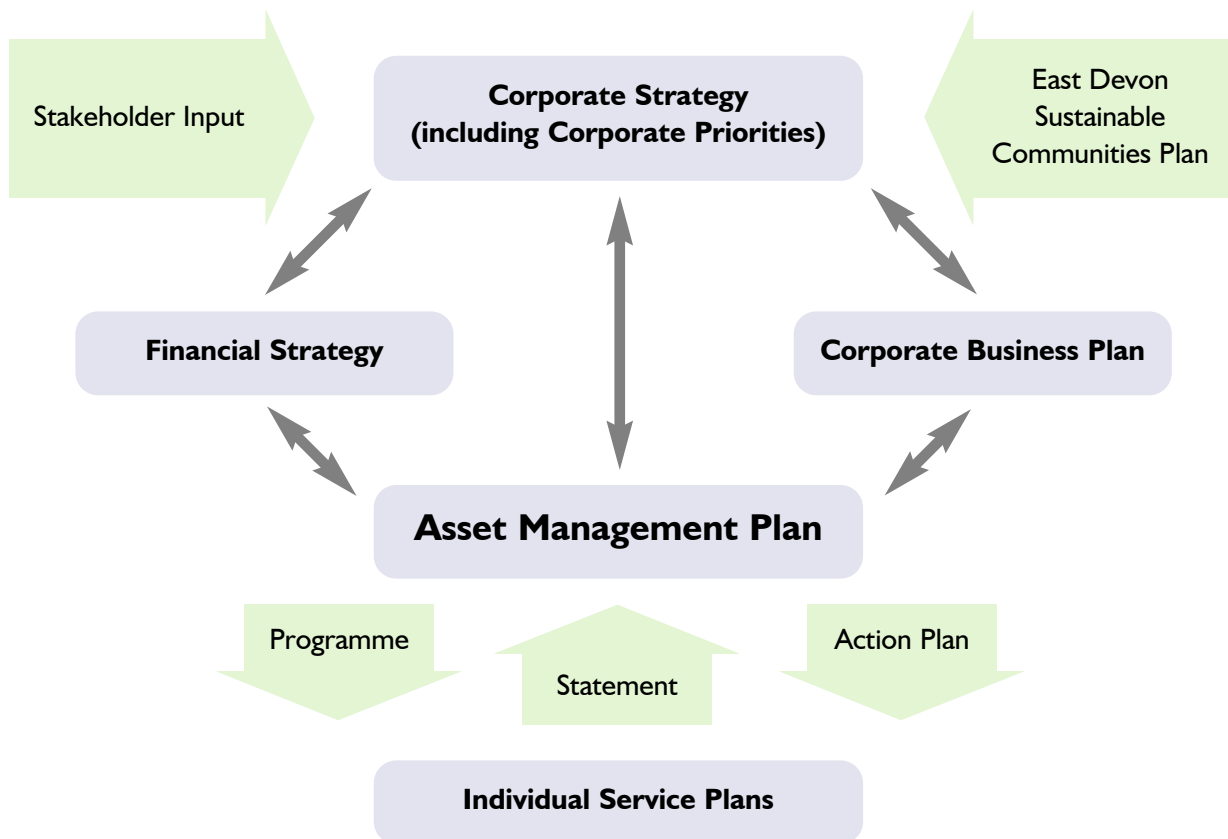 Stakeholder Input
Corporate Strategy
(including Corporate Priorities)
East Devon
Sustainable
Communities Plan
Financial Strategy
Corporate Business Plan
Asset Management Plan
Programme
Statement
Action Plan
Individual Service Plans